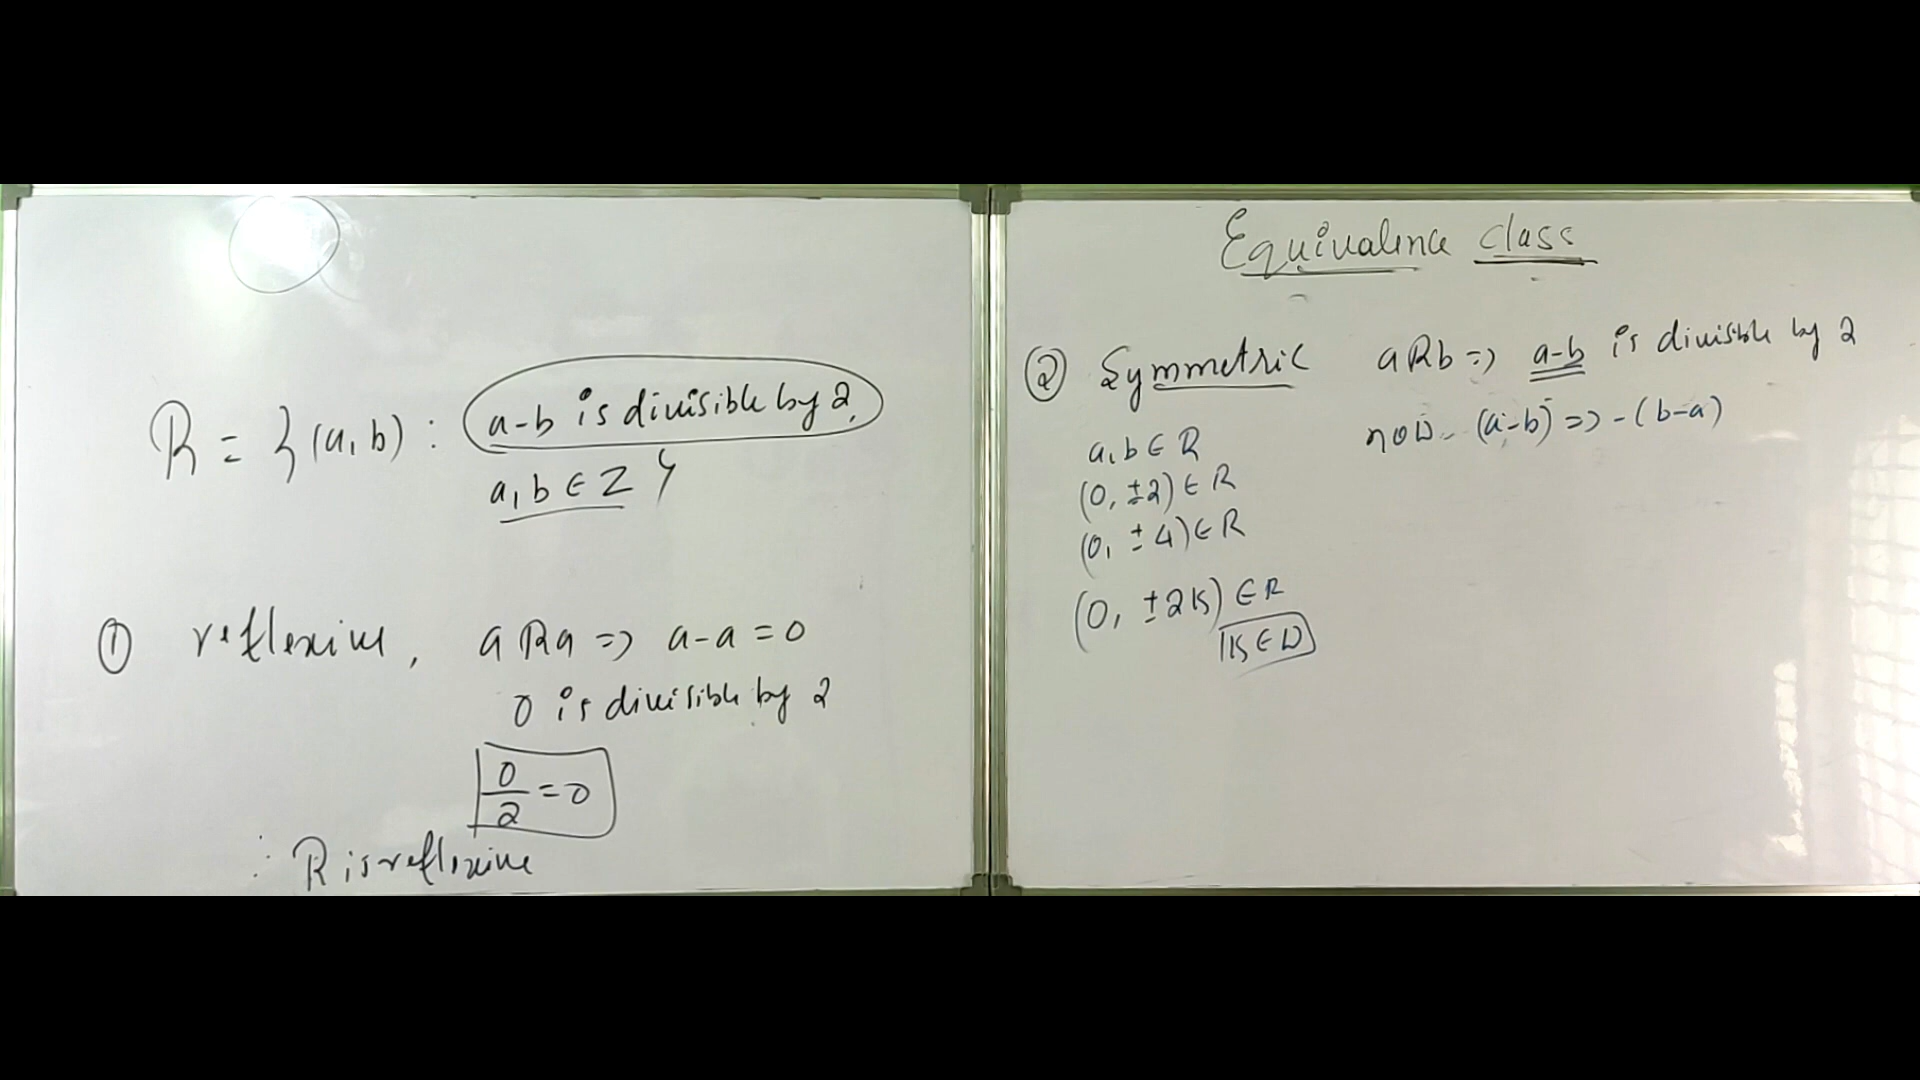 R = {(a, b) : a-b is divisible by 2,
a, b ∈ Z}
① reflexive, a R a => a-a = 0
0 is divisible by 2
0/2 = 0
∴ R is reflexive
Equivalence class
② Symmetric aRb => a-b is divisible by 2
a, b ∈ R
now (a-b) => -(b-a)
(0, ±2) ∈ R
(0, ±4) ∈ R
(0, ±2K) ∈ R
K ∈ W